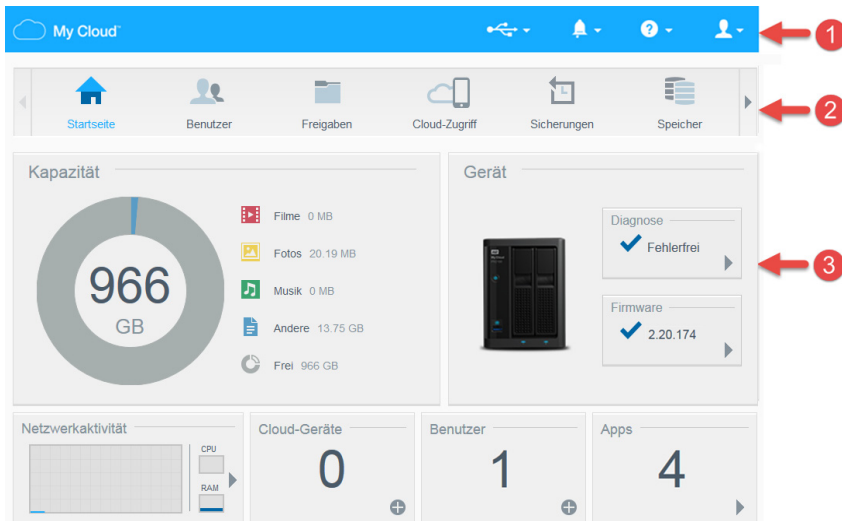 My Cloud™
1
Startseite Benutzer Freigaben Cloud-Zugriff Sicherungen Speicher
2
Kapazität
966
GB
Filme 0 MB
Fotos 20.19 MB
Musik 0 MB
Andere 13.75 GB
Frei 966 GB
Gerät
Diagnose
Fehlerfrei
3
Firmware
2.20.174
Netzwerkaktivität
CPU
RAM
Cloud-Geräte
0
Benutzer
1
Apps
4